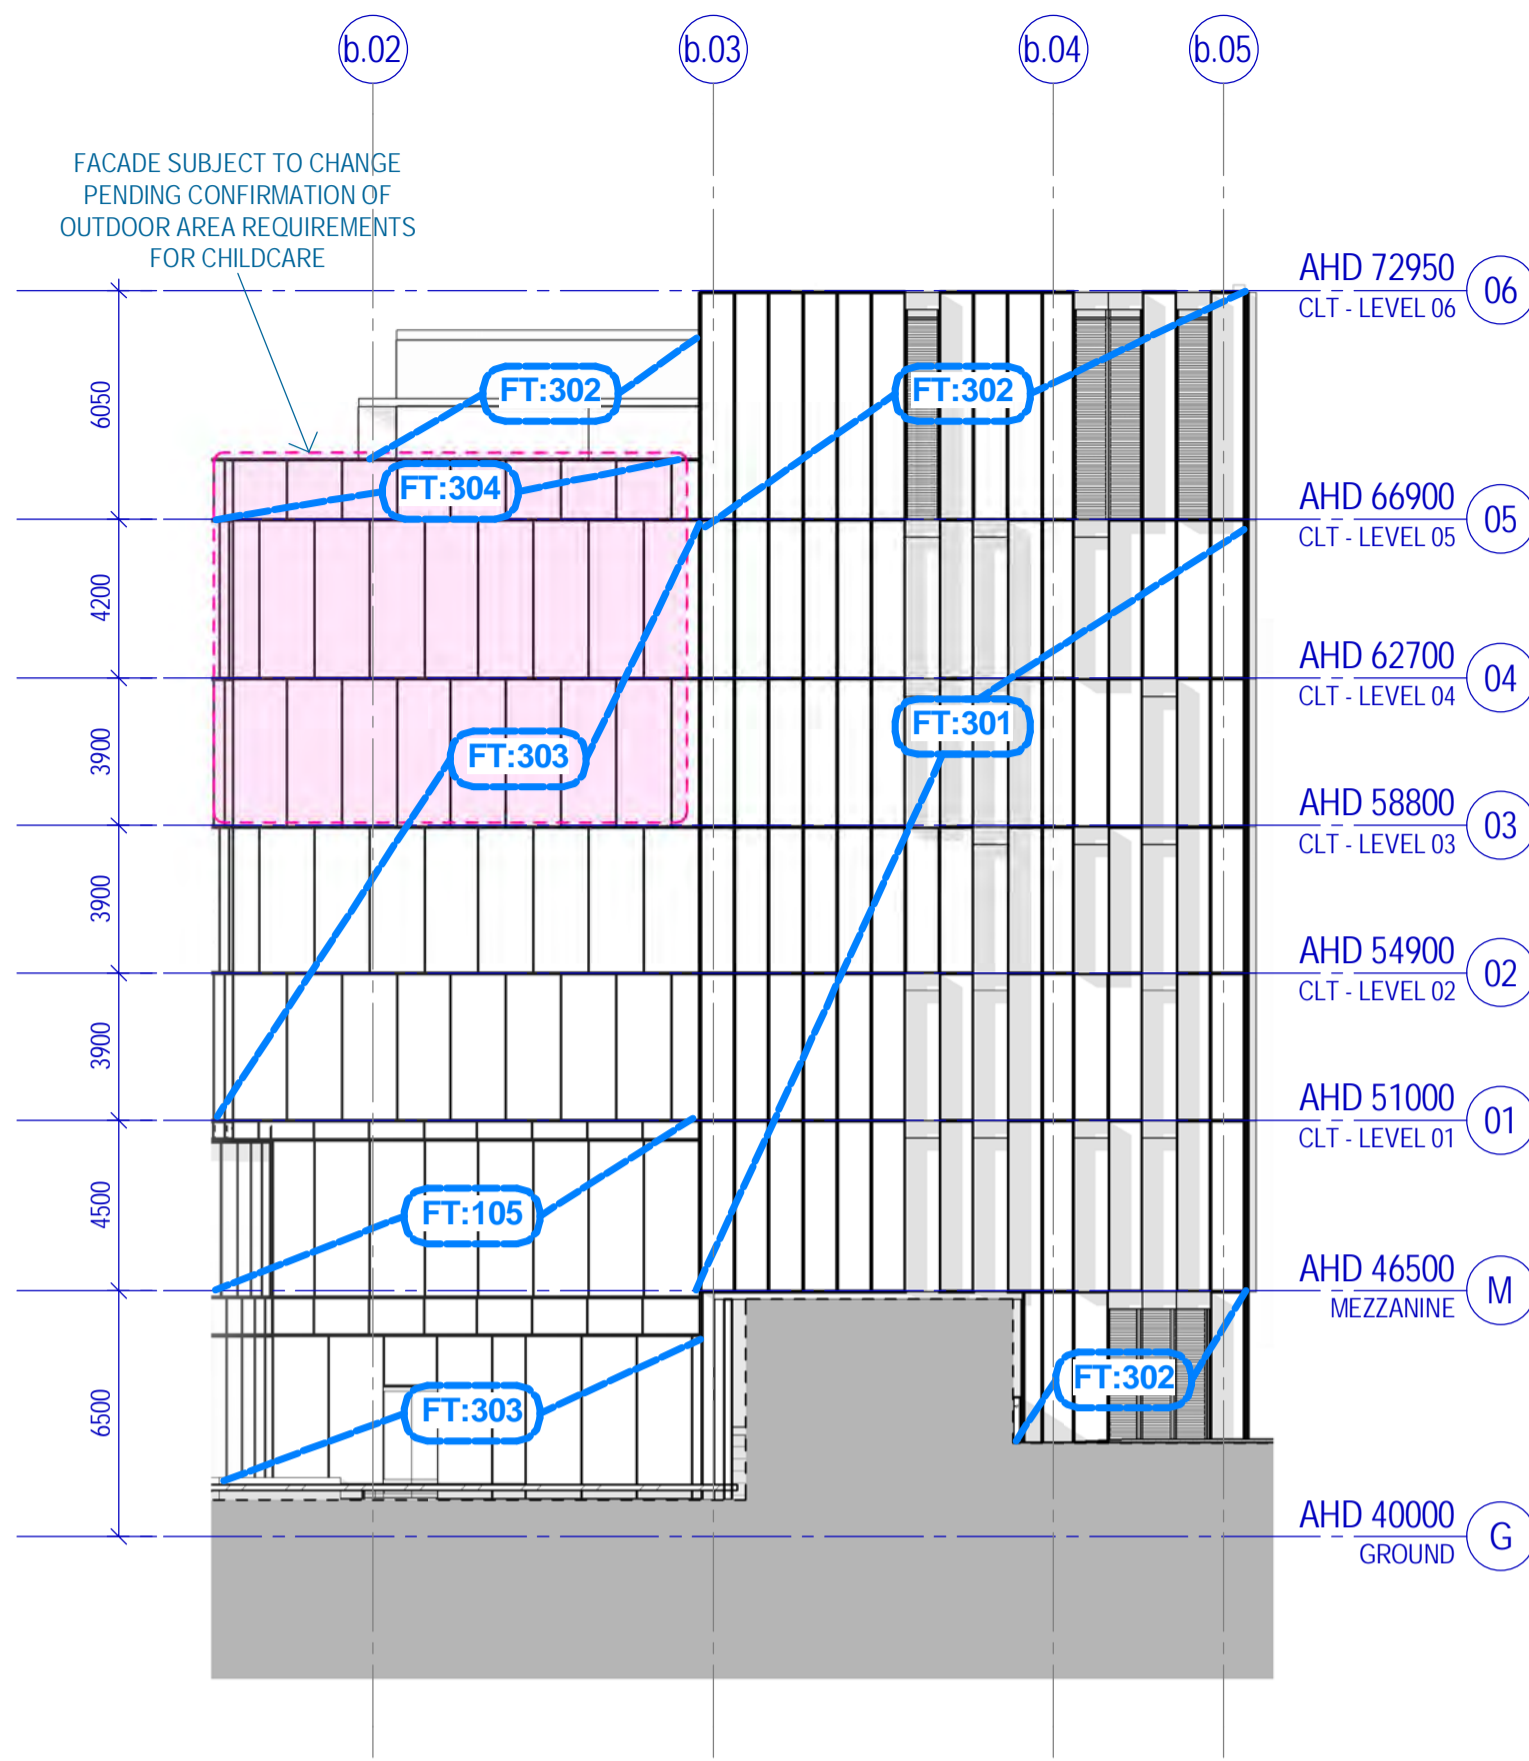 b.02
b.03
b.04
b.05
FACADE SUBJECT TO CHANGE
PENDING CONFIRMATION OF
OUTDOOR AREA REQUIREMENTS
FOR CHILDCARE
AHD 72950
CLT - LEVEL 06
06
6050
FT:302
FT:302
FT:304
AHD 66900
CLT - LEVEL 05
05
4200
AHD 62700
CLT - LEVEL 04
04
3900
FT:303
FT:301
AHD 58800
CLT - LEVEL 03
03
3900
AHD 54900
CLT - LEVEL 02
02
3900
AHD 51000
CLT - LEVEL 01
01
4500
FT:105
AHD 46500
MEZZANINE
M
6500
FT:303
FT:302
AHD 40000
GROUND
G